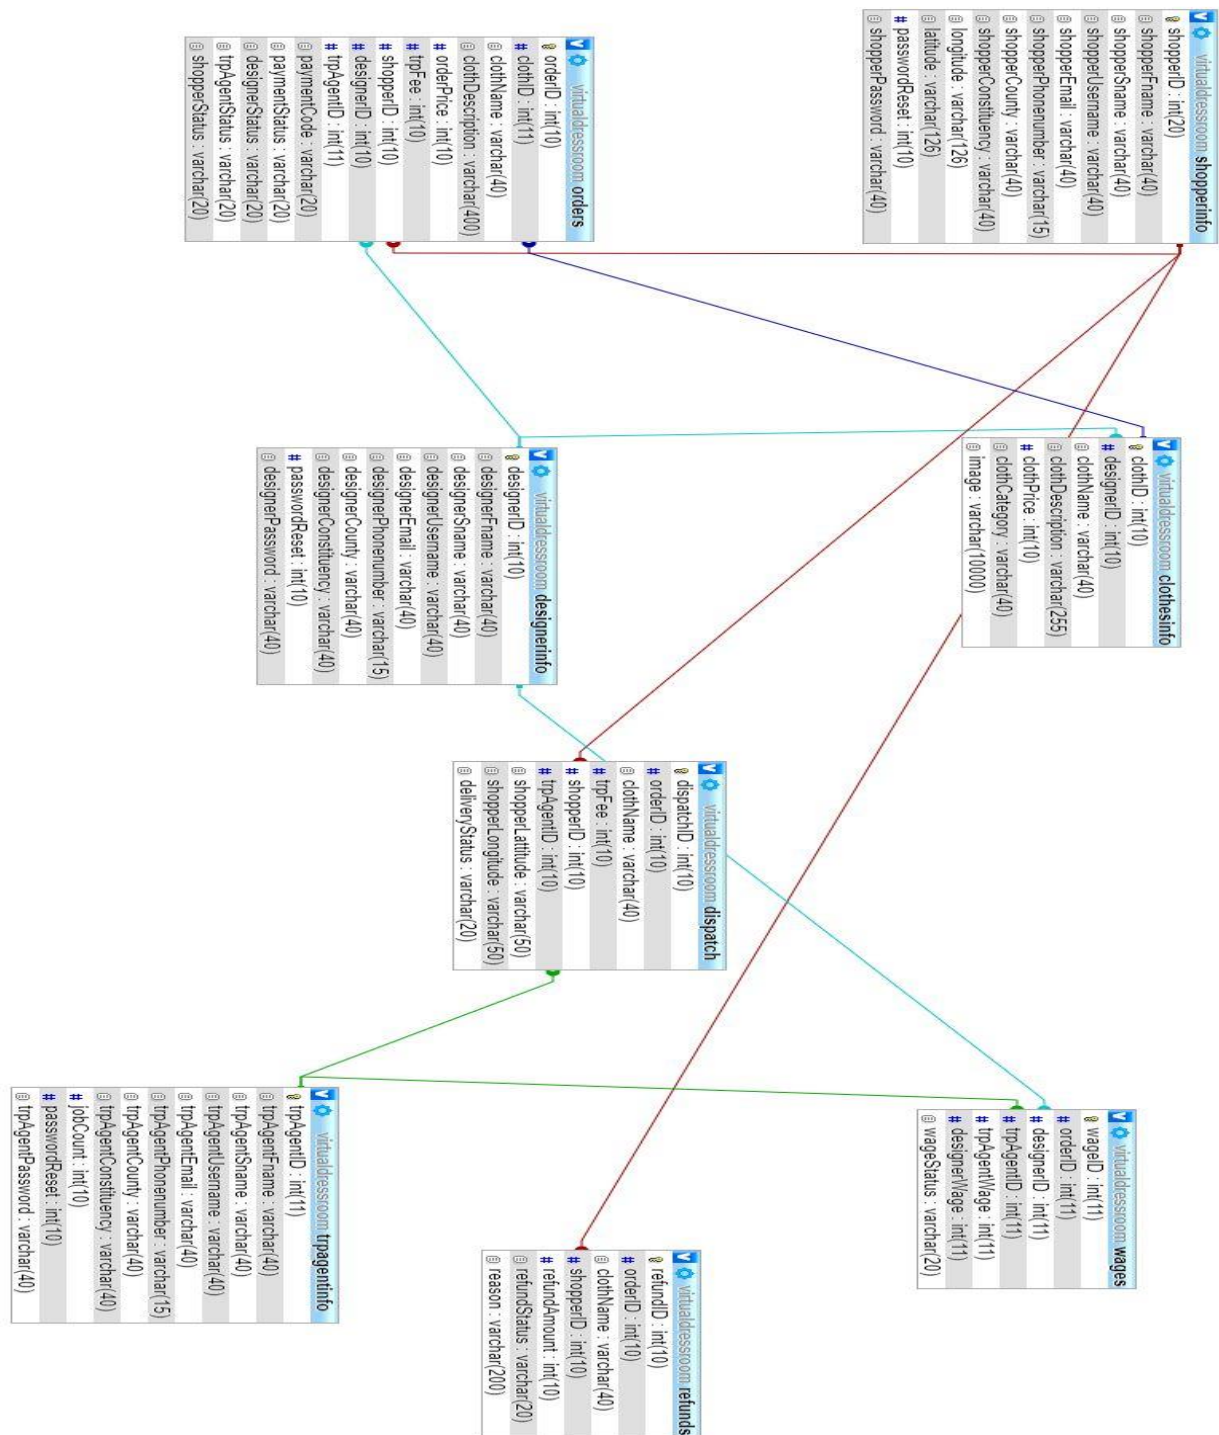 virtualdressroom shopperinfo
shopperID : int(20)
shopperFname : varchar(40)
shopperSname : varchar(40)
shopperUsername : varchar(40)
shopperEmail : varchar(40)
shopperPhonenumber : varchar(15)
shopperCounty : varchar(40)
shopperConstituency : varchar(40)
longitude : varchar(126)
latitude : varchar(126)
# passwordReset : int(10)
shopperPassword : varchar(40)
virtualdressroom clothesinfo
clothID : int(10)
# designerID : int(10)
clothName : varchar(40)
clothDescription : varchar(255)
# clothPrice : int(10)
clothCategory : varchar(40)
image : varchar(10000)
virtualdressroom wages
wageID : int(11)
# orderID : int(11)
# designerID : int(11)
# trpAgentID : int(11)
# trpAgentWage : int(11)
# designerWage : int(11)
wageStatus : varchar(20)
virtualdressroom dispatch
dispatchID : int(10)
# orderID : int(10)
clothName : varchar(40)
# trpFee : int(10)
# shopperID : int(10)
# trpAgentID : int(10)
shopperLattitude : varchar(50)
shopperLongitude : varchar(50)
deliveryStatus : varchar(20)
virtualdressroom refunds
refundID : int(10)
# orderID : int(10)
clothName : varchar(40)
# shopperID : int(10)
# refundAmount : int(10)
refundStatus : varchar(20)
reason : varchar(200)
virtualdressroom orders
orderID : int(10)
# clothID : int(11)
clothName : varchar(40)
clothDescription : varchar(400)
# orderPrice : int(10)
# trpFee : int(10)
# shopperID : int(10)
# designerID : int(10)
# trpAgentID : int(11)
paymentCode : varchar(20)
paymentStatus : varchar(20)
designerStatus : varchar(20)
trpAgentStatus : varchar(20)
shopperStatus : varchar(20)
virtualdressroom designerinfo
designerID : int(10)
designerFname : varchar(40)
designerSname : varchar(40)
designerUsername : varchar(40)
designerEmail : varchar(40)
designerPhonenumber : varchar(15)
designerCounty : varchar(40)
designerConstituency : varchar(40)
# passwordReset : int(10)
designerPassword : varchar(40)
virtualdressroom trpagentinfo
trpAgentID : int(11)
trpAgentFname : varchar(40)
trpAgentSname : varchar(40)
trpAgentUsername : varchar(40)
trpAgentEmail : varchar(40)
trpAgentPhonenumber : varchar(15)
trpAgentCounty : varchar(40)
trpAgentConstituency : varchar(40)
# jobCount : int(10)
# passwordReset : int(10)
trpAgentPassword : varchar(40)